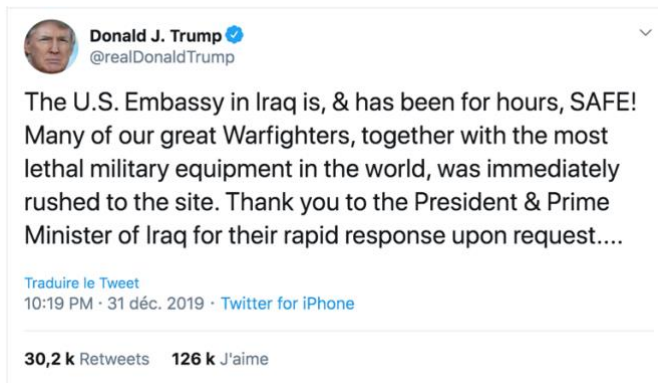 Donald J. Trump
@realDonaldTrump
The U.S. Embassy in Iraq is, & has been for hours, SAFE!
Many of our great Warfighters, together with the most
lethal military equipment in the world, was immediately
rushed to the site. Thank you to the President & Prime
Minister of Iraq for their rapid response upon request....
Traduire le Tweet
10:19 PM · 31 déc. 2019 · Twitter for iPhone
30,2 k Retweets 126 k J'aime